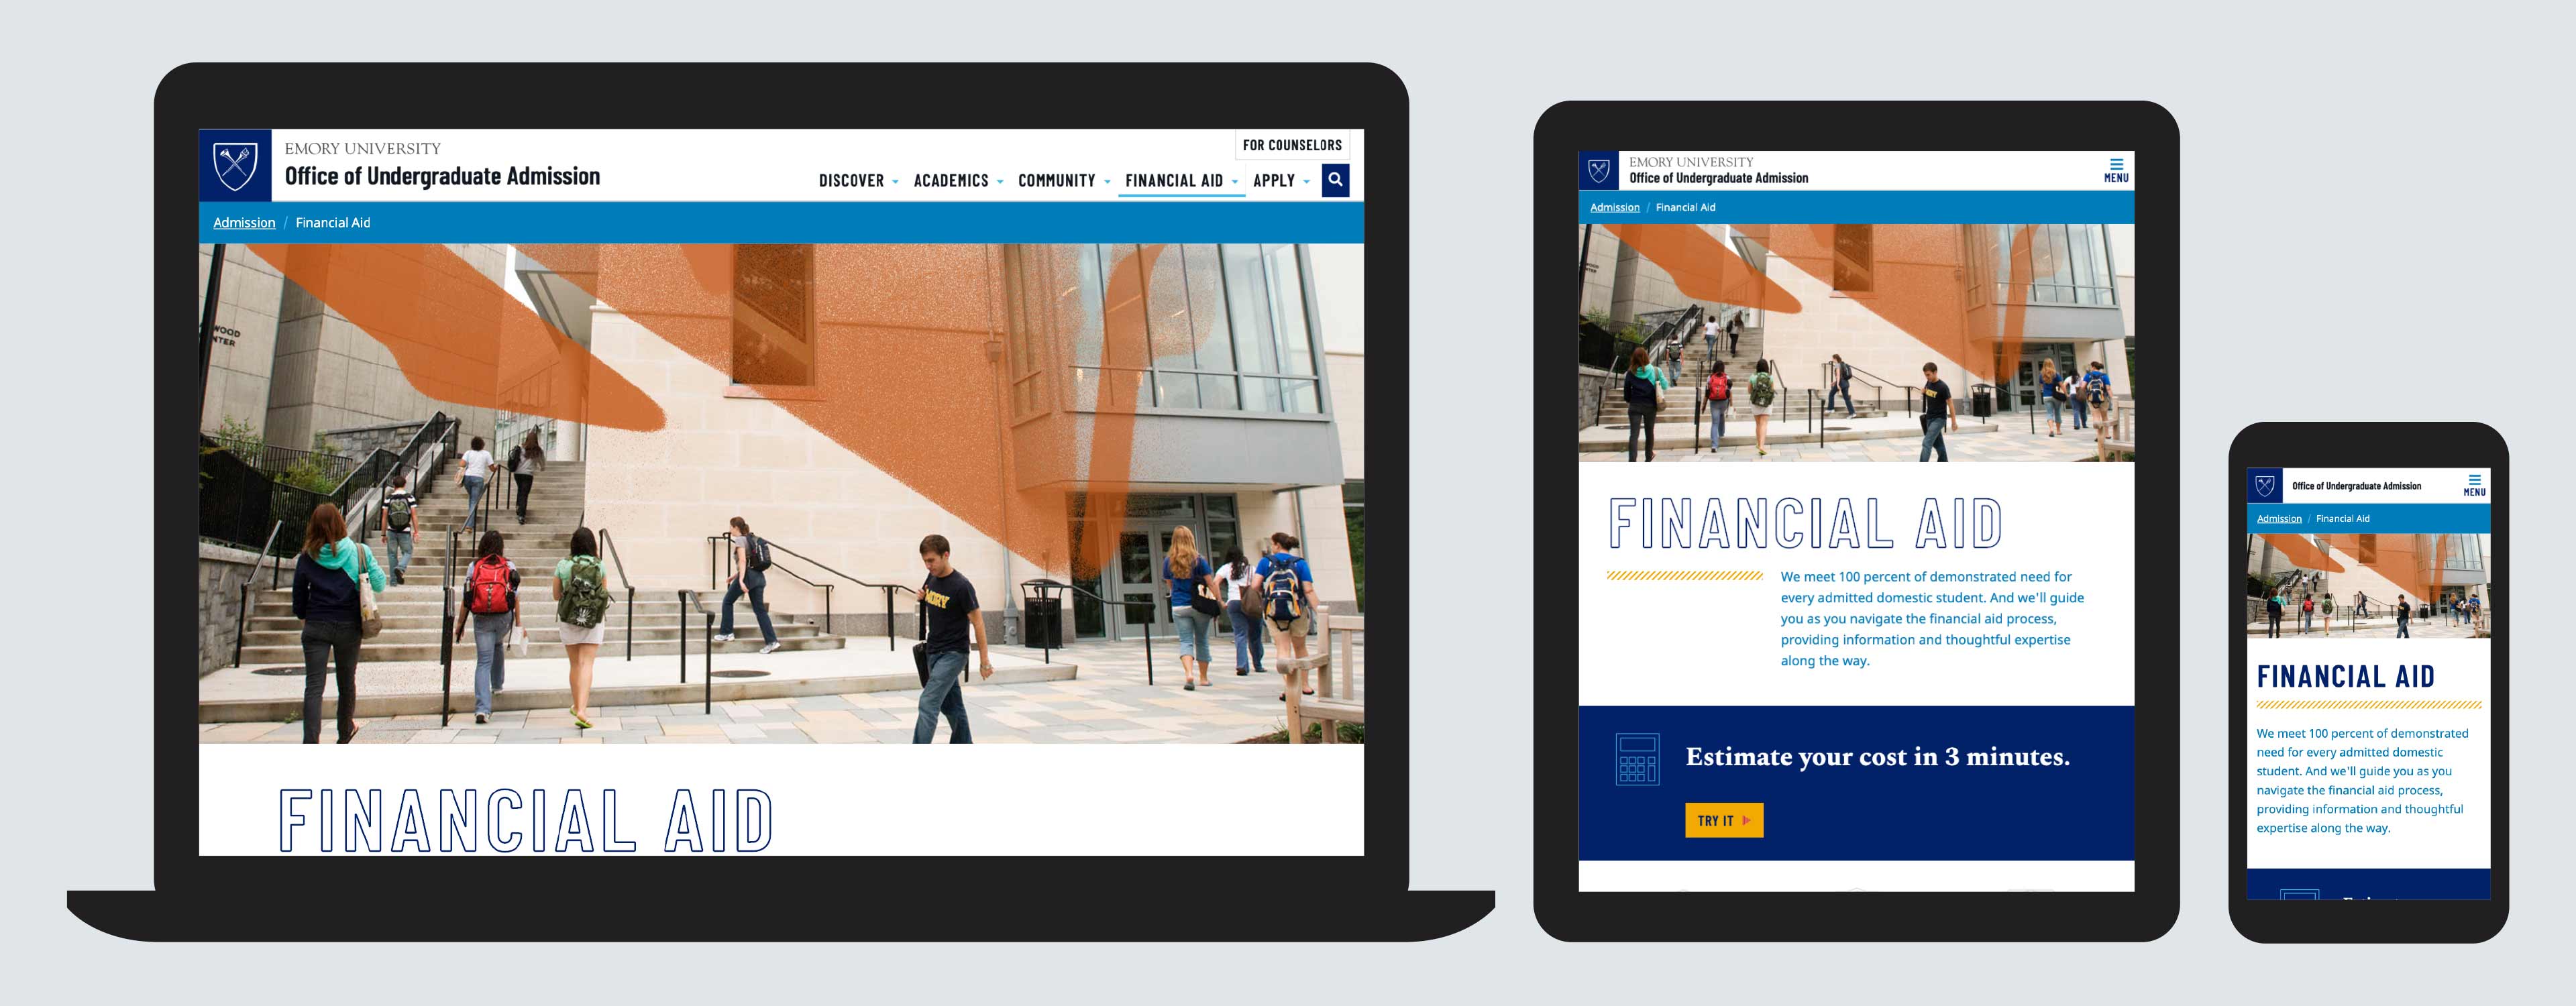 EMORY UNIVERSITY
Office of Undergraduate Admission
FOR COUNSELORS
DISCOVER ACADEMICS COMMUNITY FINANCIAL AID APPLY
Admission / Financial Aid
WOOD
NTER
MORY
FINANCIAL AID
EMORY UNIVERSITY
Office of Undergraduate Admission
MENU
Admission / Financial Aid
FINANCIAL AID
We meet 100 percent of demonstrated need for
every admitted domestic student. And we'll guide
you as you navigate the financial aid process,
providing information and thoughtful expertise
along the way.
Estimate your cost in 3 minutes.
TRY IT
Office of Undergraduate Admission
MENU
Admission / Financial Aid
FINANCIAL AID
We meet 100 percent of demonstrated
need for every admitted domestic
student. And we'll guide you as you
navigate the financial aid process,
providing information and thoughtful
expertise along the way.